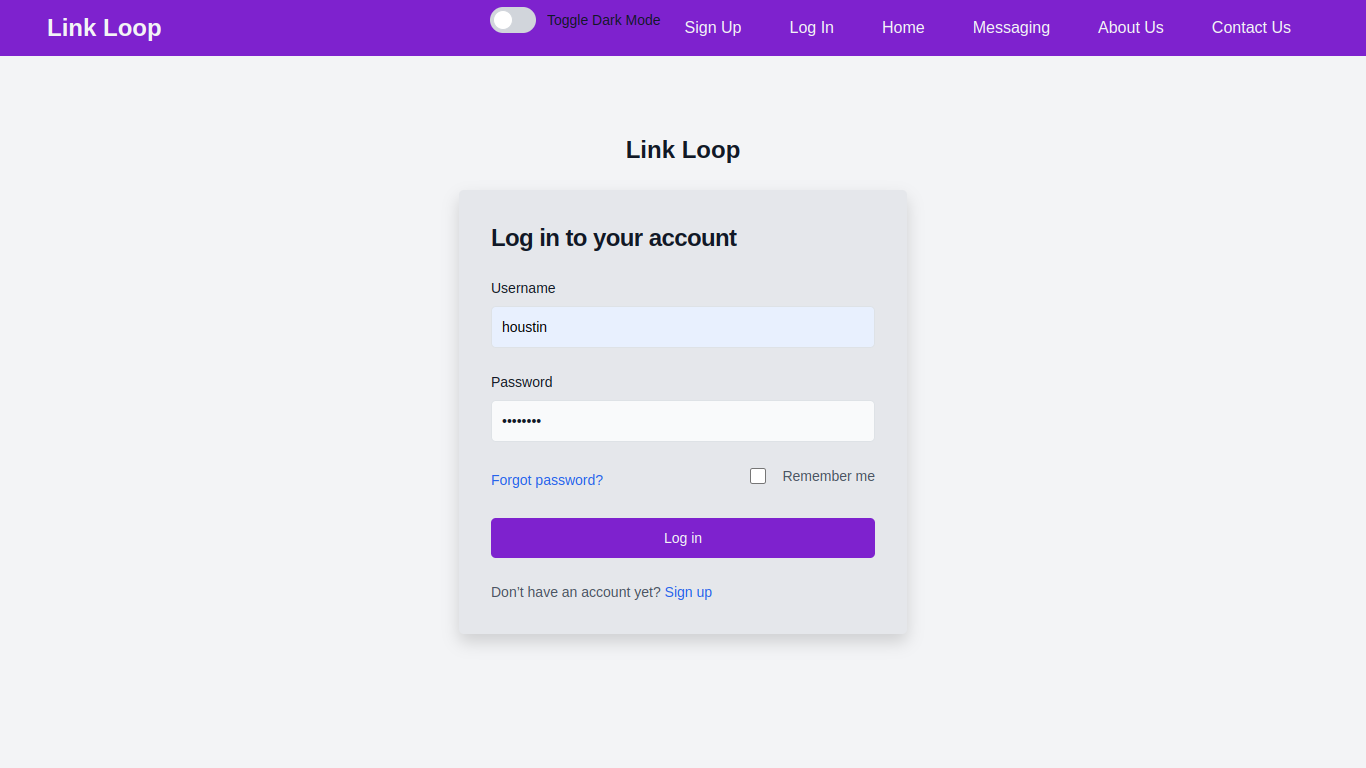 Link Loop
Toggle Dark Mode
Sign Up
Log In
Home
Messaging
About Us
Contact Us
Link Loop
Log in to your account
Username
houstin
Password
••••••••
Forgot password?
Remember me
Log in
Don't have an account yet? Sign up